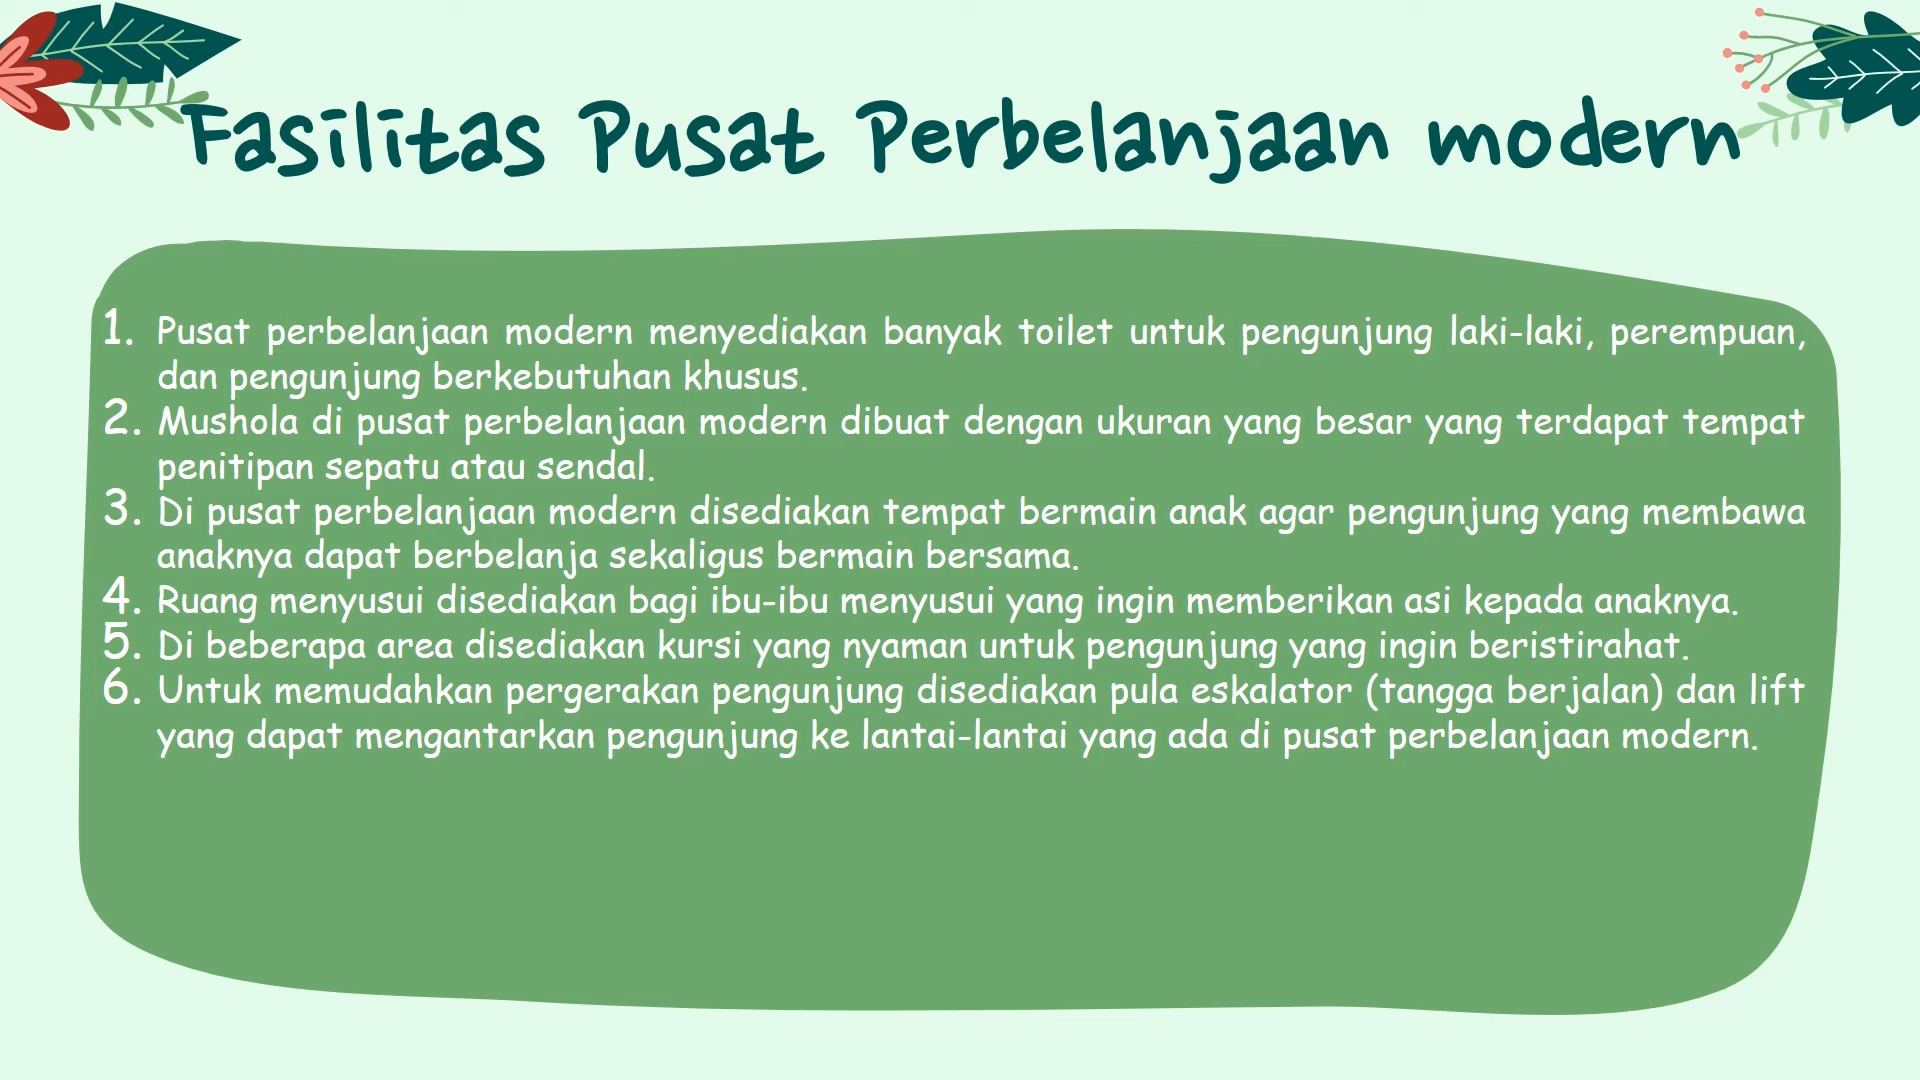 Fasilitas Pusat Perbelanjaan modern
1. Pusat perbelanjaan modern menyediakan banyak toilet untuk pengunjung laki-laki, perempuan,
dan pengunjung berkebutuhan khusus.
2. Mushola di pusat perbelanjaan modern dibuat dengan ukuran yang besar yang terdapat tempat
penitipan sepatu atau sendal.
3. Di pusat perbelanjaan modern disediakan tempat bermain anak agar pengunjung yang membawa
anaknya dapat berbelanja sekaligus bermain bersama.
4. Ruang menyusui disediakan bagi ibu-ibu menyusui yang ingin memberikan asi kepada anaknya.
5. Di beberapa area disediakan kursi yang nyaman untuk pengunjung yang ingin beristirahat.
6. Untuk memudahkan pergerakan pengunjung disediakan pula eskalator (tangga berjalan) dan lift
yang dapat mengantarkan pengunjung ke lantai-lantai yang ada di pusat perbelanjaan modern.